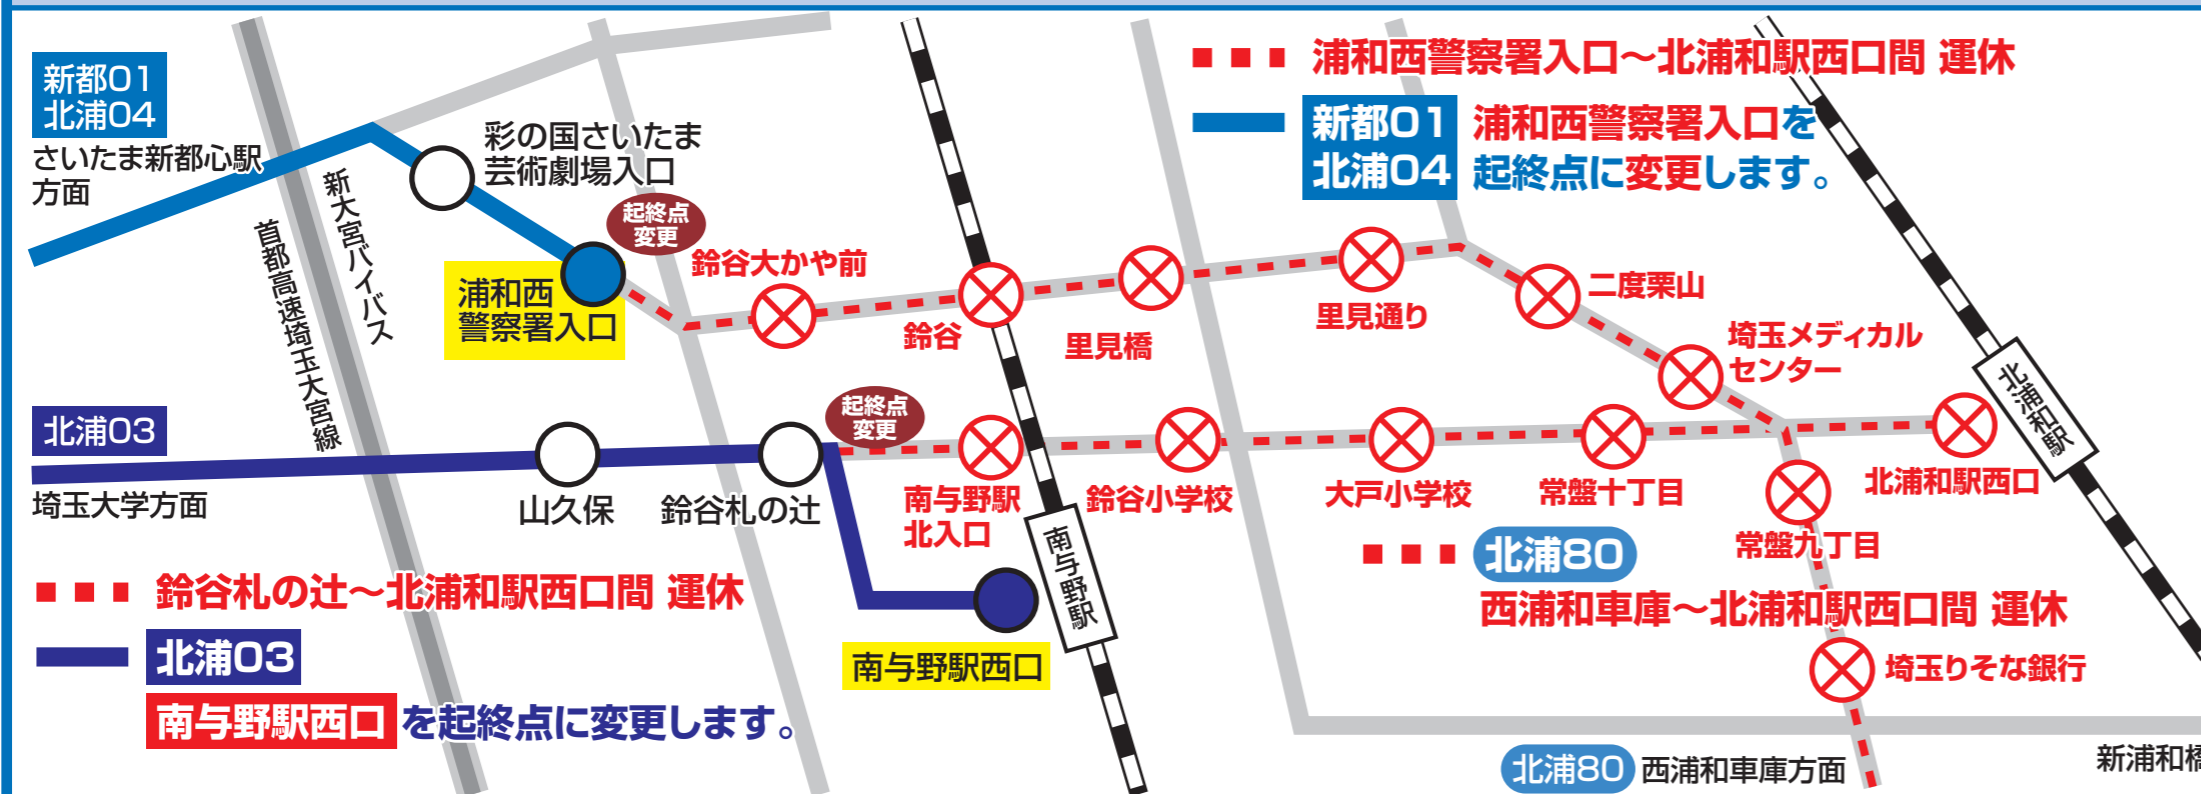 新都01
北浦04
さいたま新都心駅
方面
首都高速埼玉大宮線
新大宮バイパス
彩の国さいたま
芸術劇場入口
起終点
変更
浦和西
警察署入口
鈴谷大かや前
鈴谷
里見橋
里見通り
二度栗山
埼玉メディカル
センター
浦和西警察署入口～北浦和駅西口間 運休
新都01
北浦04
浦和西警察署入口を
起終点に変更します。
北浦和駅
北浦03
埼玉大学方面
山久保
鈴谷札の辻
起終点
変更
南与野駅
北入口
鈴谷小学校
大戸小学校
常盤十丁目
常盤九丁目
北浦和駅西口
南与野駅
南与野駅西口
鈴谷札の辻～北浦和駅西口間 運休
北浦03
南与野駅西口を起終点に変更します。
北浦80
西浦和車庫～北浦和駅西口間 運休
埼玉りそな銀行
北浦80 西浦和車庫方面
新浦和橋